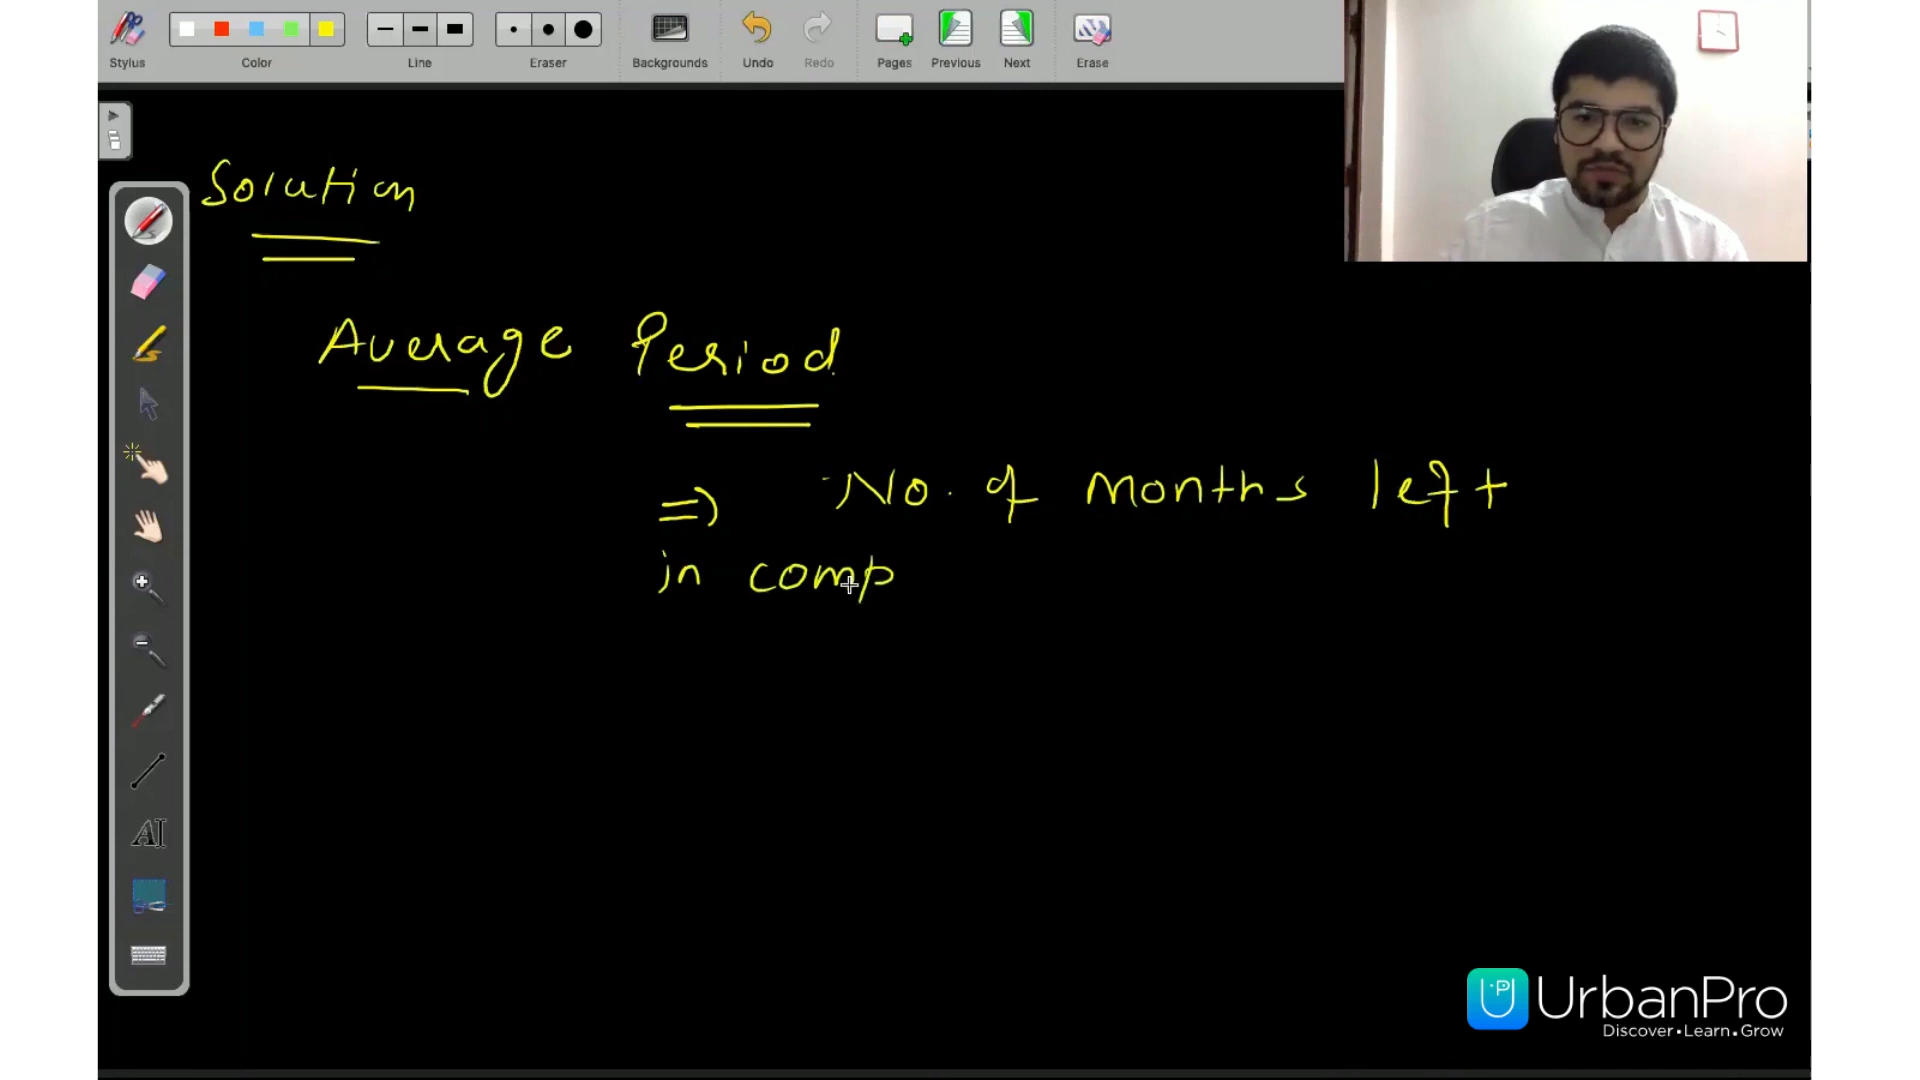 Stylus Color Line Eraser Backgrounds Undo Redo Pages Previous Next Erase
Solution
Average Period
⇒ No. of months left
in comp
AI
UrbanPro
Discover • Learn • Grow